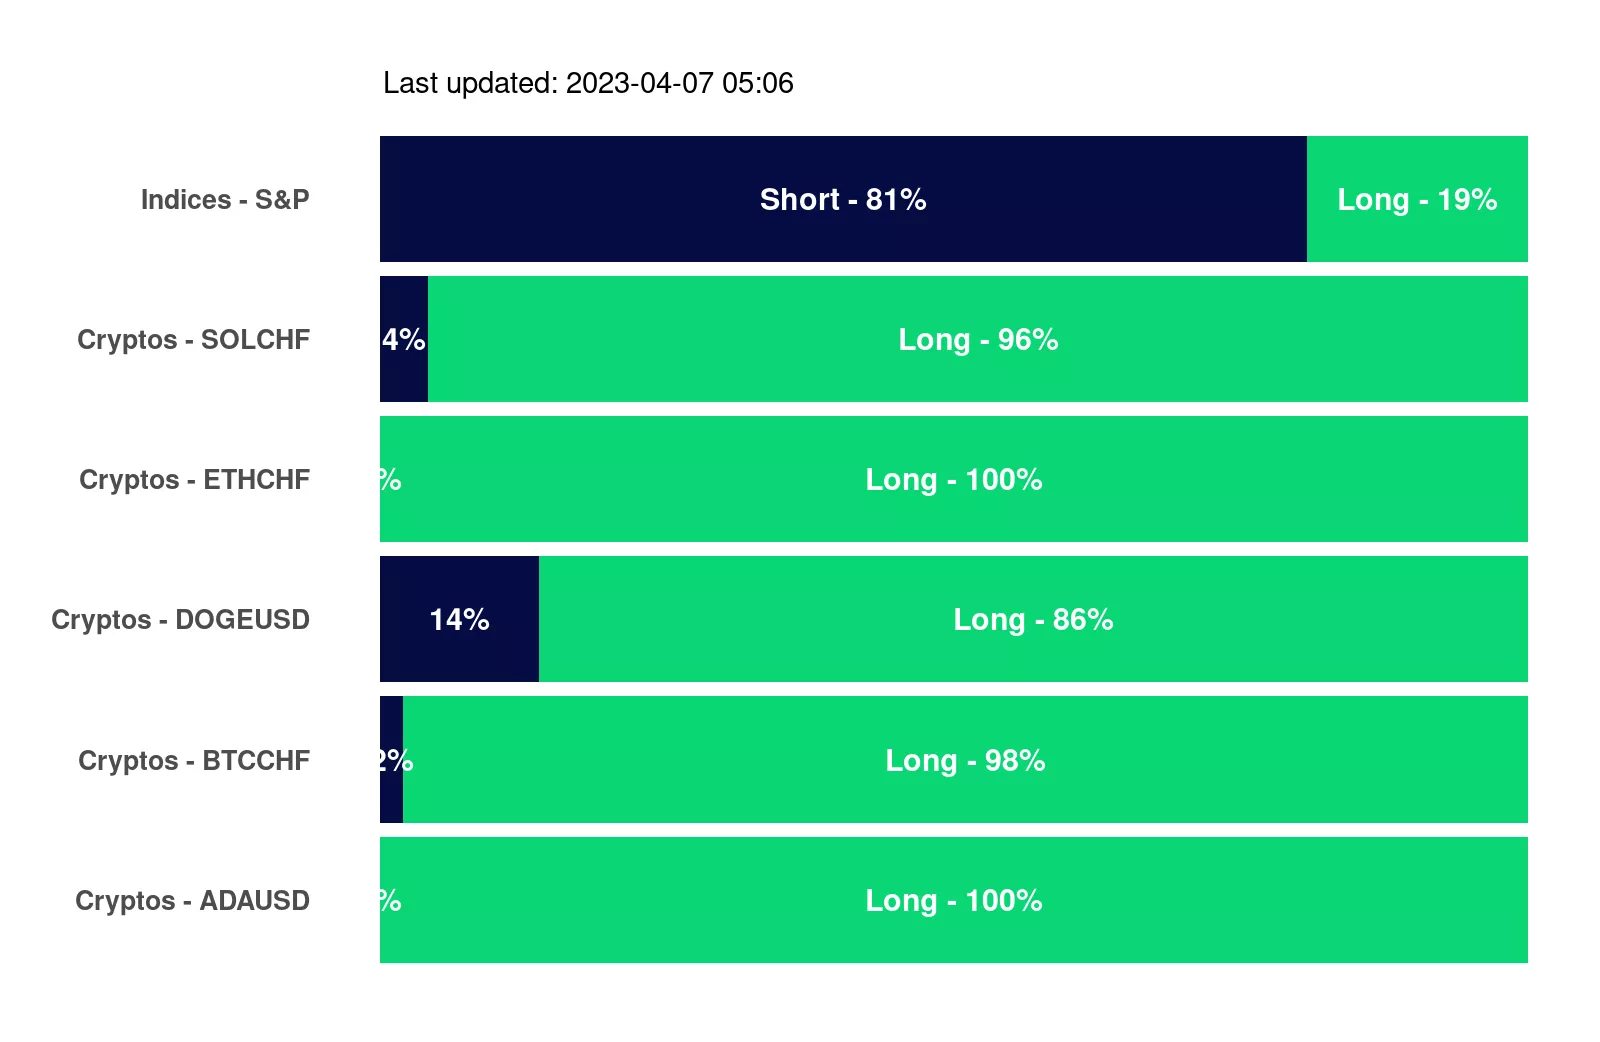 Last updated: 2023-04-07 05:06
Indices - S&P
Short - 81%
Long - 19%
Cryptos - SOLCHF
4%
Long - 96%
Cryptos - ETHCHF
%
Long - 100%
Cryptos - DOGEUSD
14%
Long - 86%
Cryptos - BTCCHF
2%
Long - 98%
Cryptos - ADAUSD
%
Long - 100%